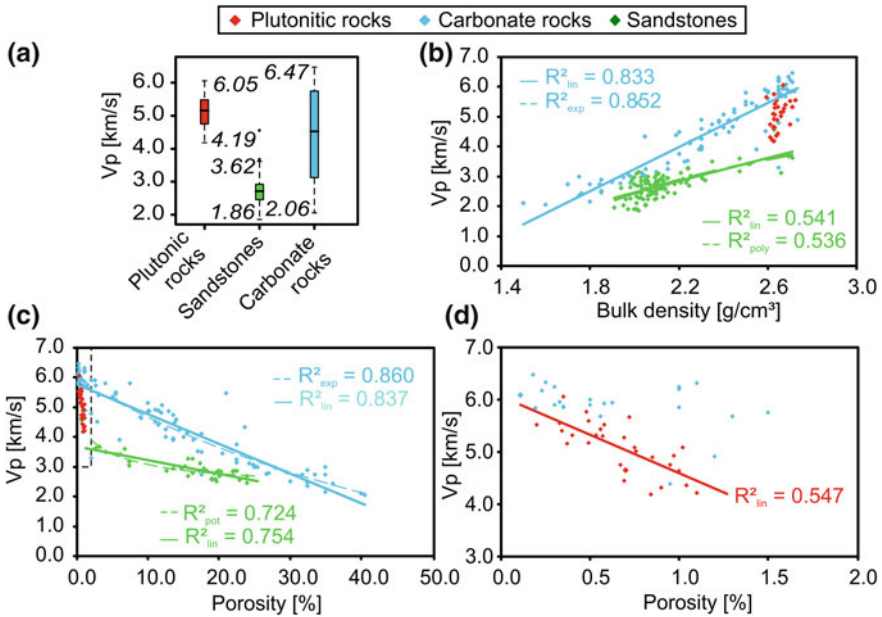 Plutonitic rocks Carbonate rocks Sandstones
(a)
Vp [km/s]
6.0
5.0
4.0
3.0
2.0
6.05
6.47
4.19
3.62
1.86
2.06
Plutonic
rocks
Sandstones
Carbonate
rocks
(b)
Vp [km/s]
7.0
6.0
5.0
4.0
3.0
2.0
1.0
0.0
R²lin = 0.833
R²exp = 0.852
R²lin = 0.541
R²poly = 0.536
1.4 1.8 2.2 2.6 3.0
Bulk density [g/cm³]
(c)
Vp [km/s]
7.0
6.0
5.0
4.0
3.0
2.0
1.0
0.0
R²exp = 0.860
R²lin = 0.837
R²pot = 0.724
R²lin = 0.754
0.0 10.0 20.0 30.0 40.0 50.0
Porosity [%]
(d)
Vp [km/s]
7.0
6.0
5.0
4.0
3.0
R²lin = 0.547
0.0 0.5 1.0 1.5 2.0
Porosity [%]